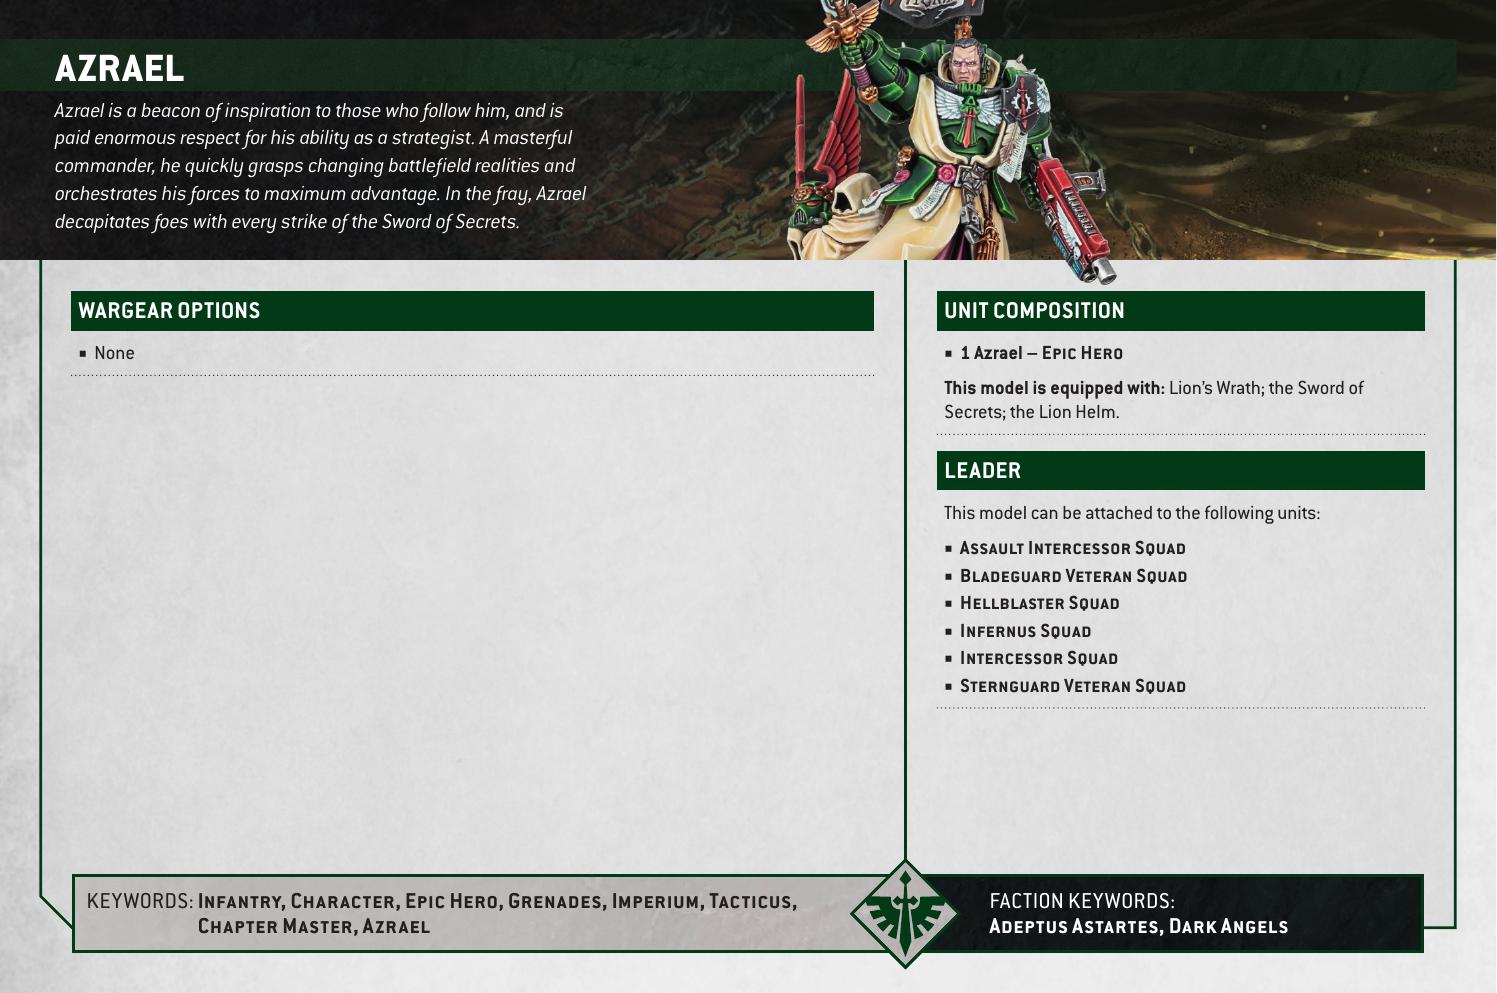 AZRAEL
Azrael is a beacon of inspiration to those who follow him, and is
paid enormous respect for his ability as a strategist. A masterful
commander, he quickly grasps changing battlefield realities and
orchestrates his forces to maximum advantage. In the fray, Azrael
decapitates foes with every strike of the Sword of Secrets.
WARGEAR OPTIONS
▪ None
UNIT COMPOSITION
▪ 1 Azrael – Epic Hero
This model is equipped with: Lion’s Wrath; the Sword of
Secrets; the Lion Helm.
LEADER
This model can be attached to the following units:
▪ Assault Intercessor Squad
▪ Bladeguard Veteran Squad
▪ Hellblaster Squad
▪ Infernus Squad
▪ Intercessor Squad
▪ Sternguard Veteran Squad
KEYWORDS: Infantry, Character, Epic Hero, Grenades, Imperium, Tacticus,
Chapter Master, Azrael
FACTION KEYWORDS:
Adeptus Astartes, Dark Angels